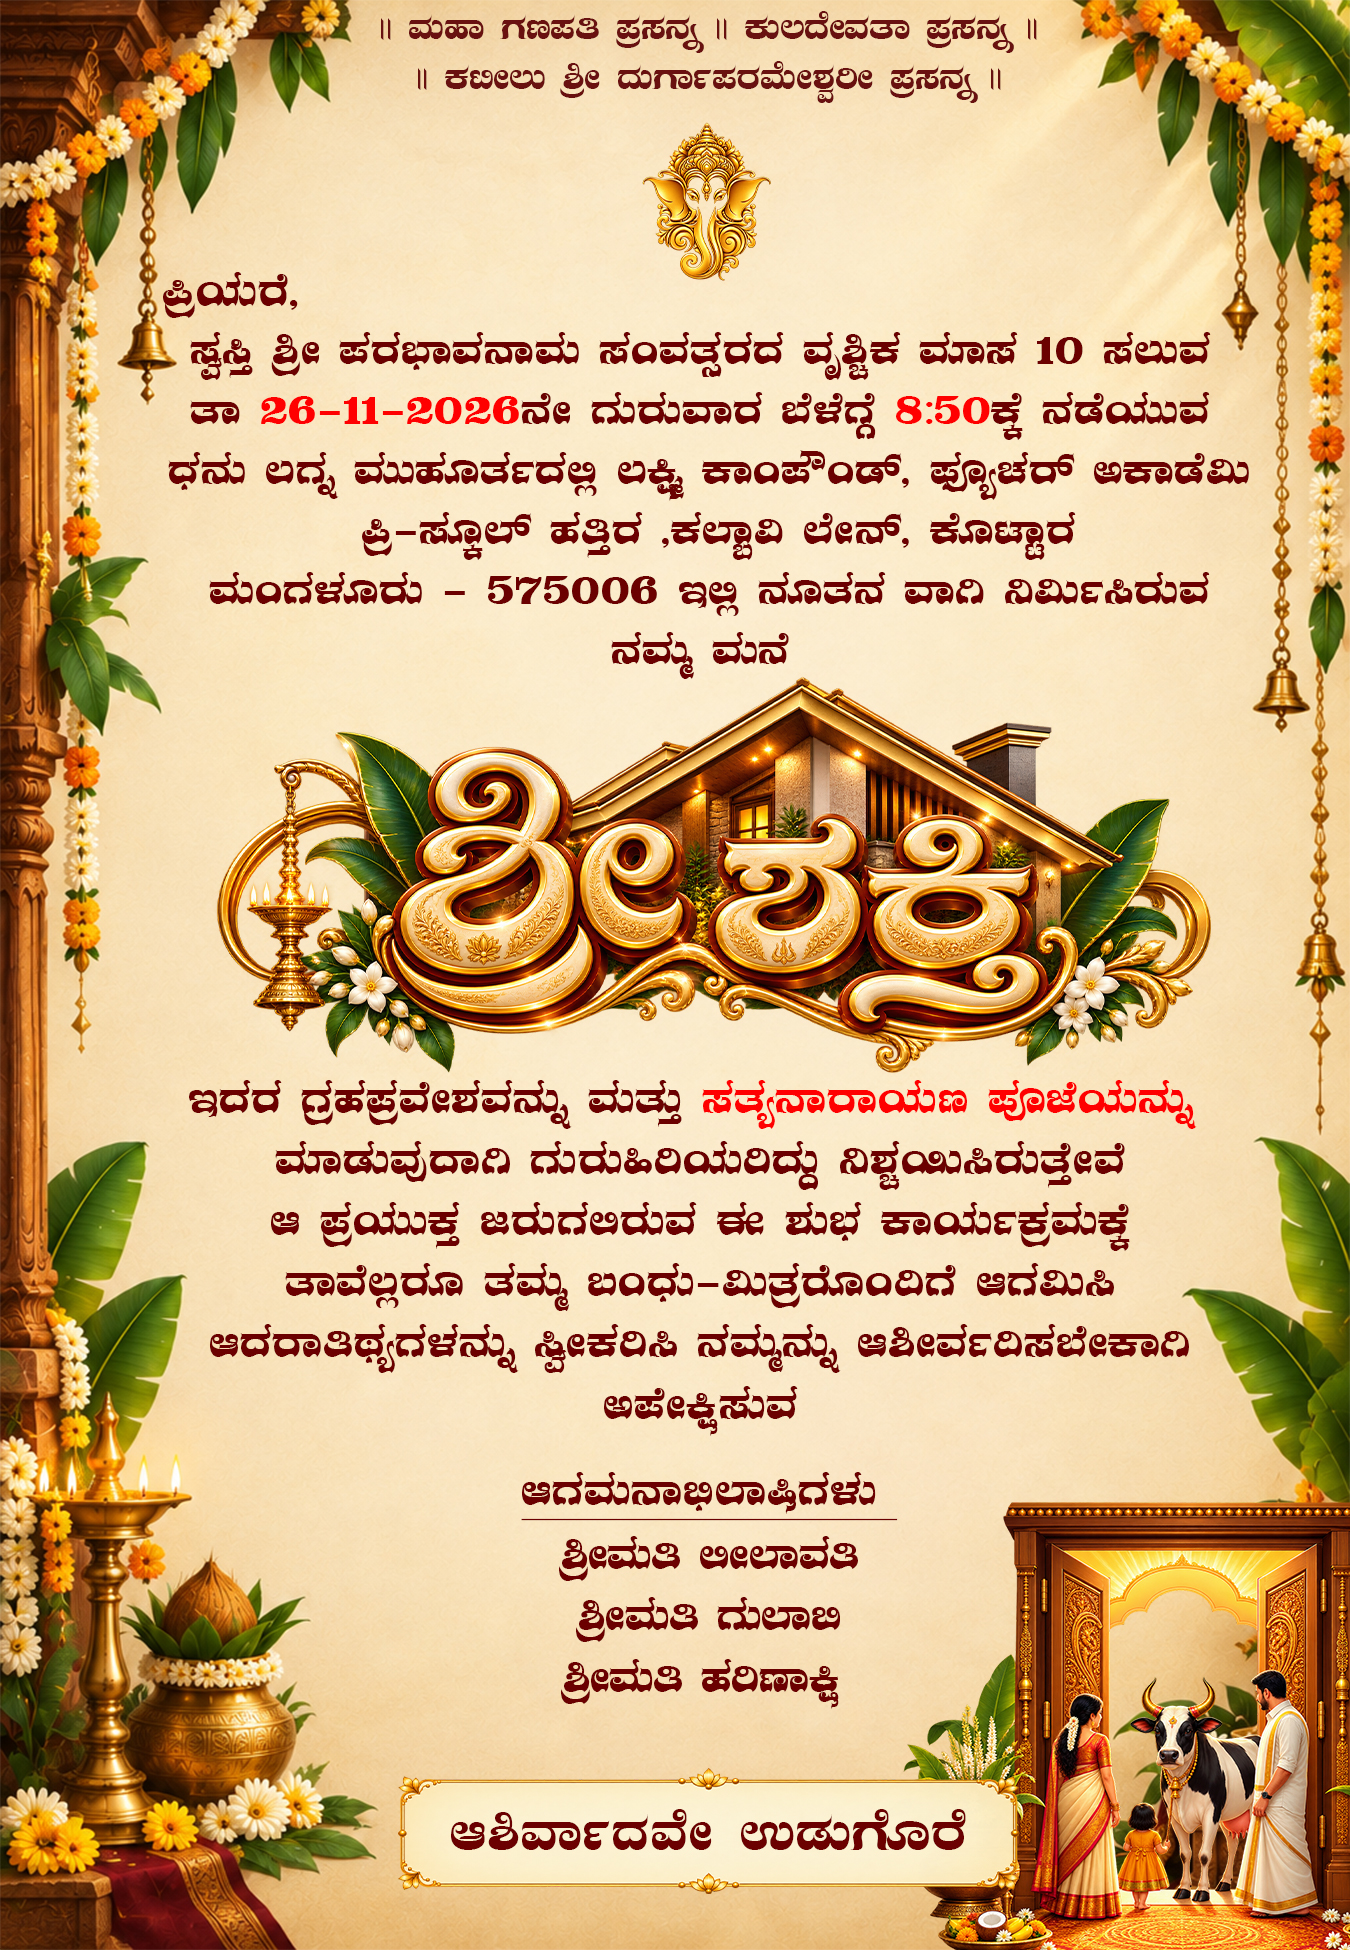 ॥ ಮಹಾ ಗಣಪತಿ ಪ್ರಸನ್ನ ॥ ಕುಲದೇವತಾ ಪ್ರಸನ್ನ ॥
॥ ಕಟೀಲು ಶ್ರೀ ದುರ್ಗಾಪರಮೇಶ್ವರೀ ಪ್ರಸನ್ನ ॥
ಪ್ರಿಯರೆ,
ಸ್ವಸ್ತಿ ಶ್ರೀ ಪರಭಾವನಾಮ ಸಂವತ್ಸರದ ವೃಶ್ಚಿಕ ಮಾಸ 10 ಸಲುವ
ತಾ 26-11-2026ನೇ ಗುರುವಾರ ಬೆಳಗ್ಗೆ 8:50ಕ್ಕೆ ನಡೆಯುವ
ಧನು ಲಗ್ನ ಮುಹೂರ್ತದಲ್ಲಿ ಲಕ್ಷ್ಮಿ ಕಾಂಪೌಂಡ್, ಫ್ಯೂಚರ್ ಅಕಾಡೆಮಿ
ಪ್ರಿ-ಸ್ಕೂಲ್ ಹತ್ತಿರ ,ಕಲ್ಬಾವಿ ಲೇನ್, ಕೊಟ್ಟಾರ
ಮಂಗಳೂರು - 575006 ಇಲ್ಲಿ ನೂತನ ವಾಗಿ ನಿರ್ಮಿಸಿರುವ
ನಮ್ಮ ಮನೆ
ಶ್ರೀ ಶಕ್ತಿ
ಇದರ ಗ್ರಹಪ್ರವೇಶವನ್ನು ಮತ್ತು ಸತ್ಯನಾರಾಯಣ ಪೂಜೆಯನ್ನು
ಮಾಡುವುದಾಗಿ ಗುರುಹಿರಿಯರಿದ್ದು ನಿಶ್ಚಯಿಸಿರುತ್ತೇವೆ
ಆ ಪ್ರಯುಕ್ತ ಜರುಗಲಿರುವ ಈ ಶುಭ ಕಾರ್ಯಕ್ರಮಕ್ಕೆ
ತಾವೆಲ್ಲರೂ ತಮ್ಮ ಬಂಧು-ಮಿತ್ರರೊಂದಿಗೆ ಆಗಮಿಸಿ
ಆದರಾತಿಥ್ಯಗಳನ್ನು ಸ್ವೀಕರಿಸಿ ನಮ್ಮನ್ನು ಆಶೀರ್ವದಿಸಬೇಕಾಗಿ
ಅಪೇಕ್ಷಿಸುವ
ಆಗಮನಾಭಿಲಾಷಿಗಳು
ಶ್ರೀಮತಿ ಲೀಲಾವತಿ
ಶ್ರೀಮತಿ ಗುಲಾಬಿ
ಶ್ರೀಮತಿ ಹರಿಣಾಕ್ಷಿ
ಆಶಿರ್ವಾದವೇ ಉಡುಗೊರೆ